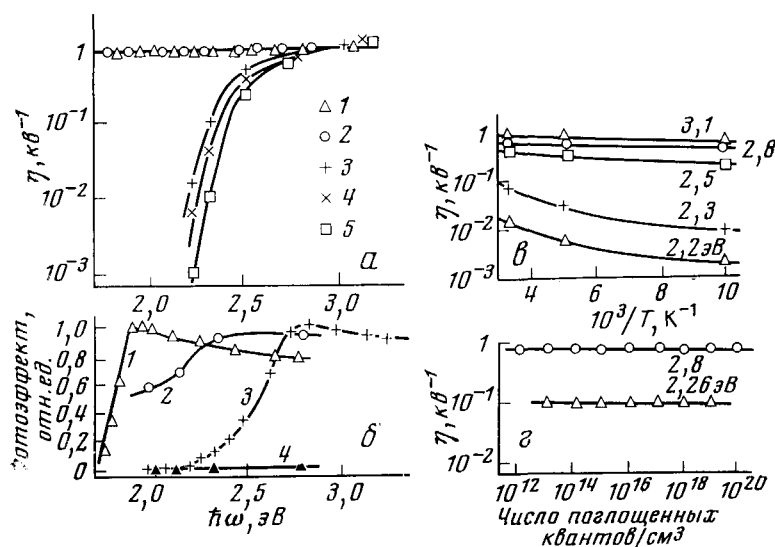 η, кв⁻¹
1
10⁻¹
10⁻²
10⁻³
1
2
3
4
5
а
2,0 2,5 3,0
Фотоэффект,
отн.ед.
1,0
0,8
0,6
0,4
0,2
0
1
2
3
4
б
2,0 2,5 3,0
ħω, эВ
η, кв⁻¹
1
10⁻¹
10⁻²
10⁻³
3,1
2,8
2,5
2,3
2,2эВ
в
4 6 8 10
10³/T, К⁻¹
η, кв⁻¹
1
10⁻¹
10⁻²
2,8
2,26эВ
г
10¹² 10¹⁴ 10¹⁶ 10¹⁸ 10²⁰
Число поглощенных
квантов/см³